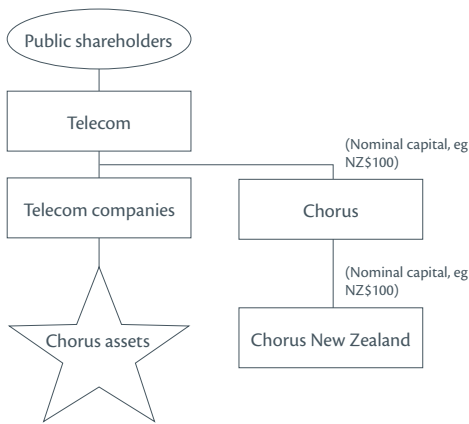 Public shareholders
Telecom
(Nominal capital, eg
NZ$100)
Telecom companies
Chorus
(Nominal capital, eg
NZ$100)
Chorus assets
Chorus New Zealand